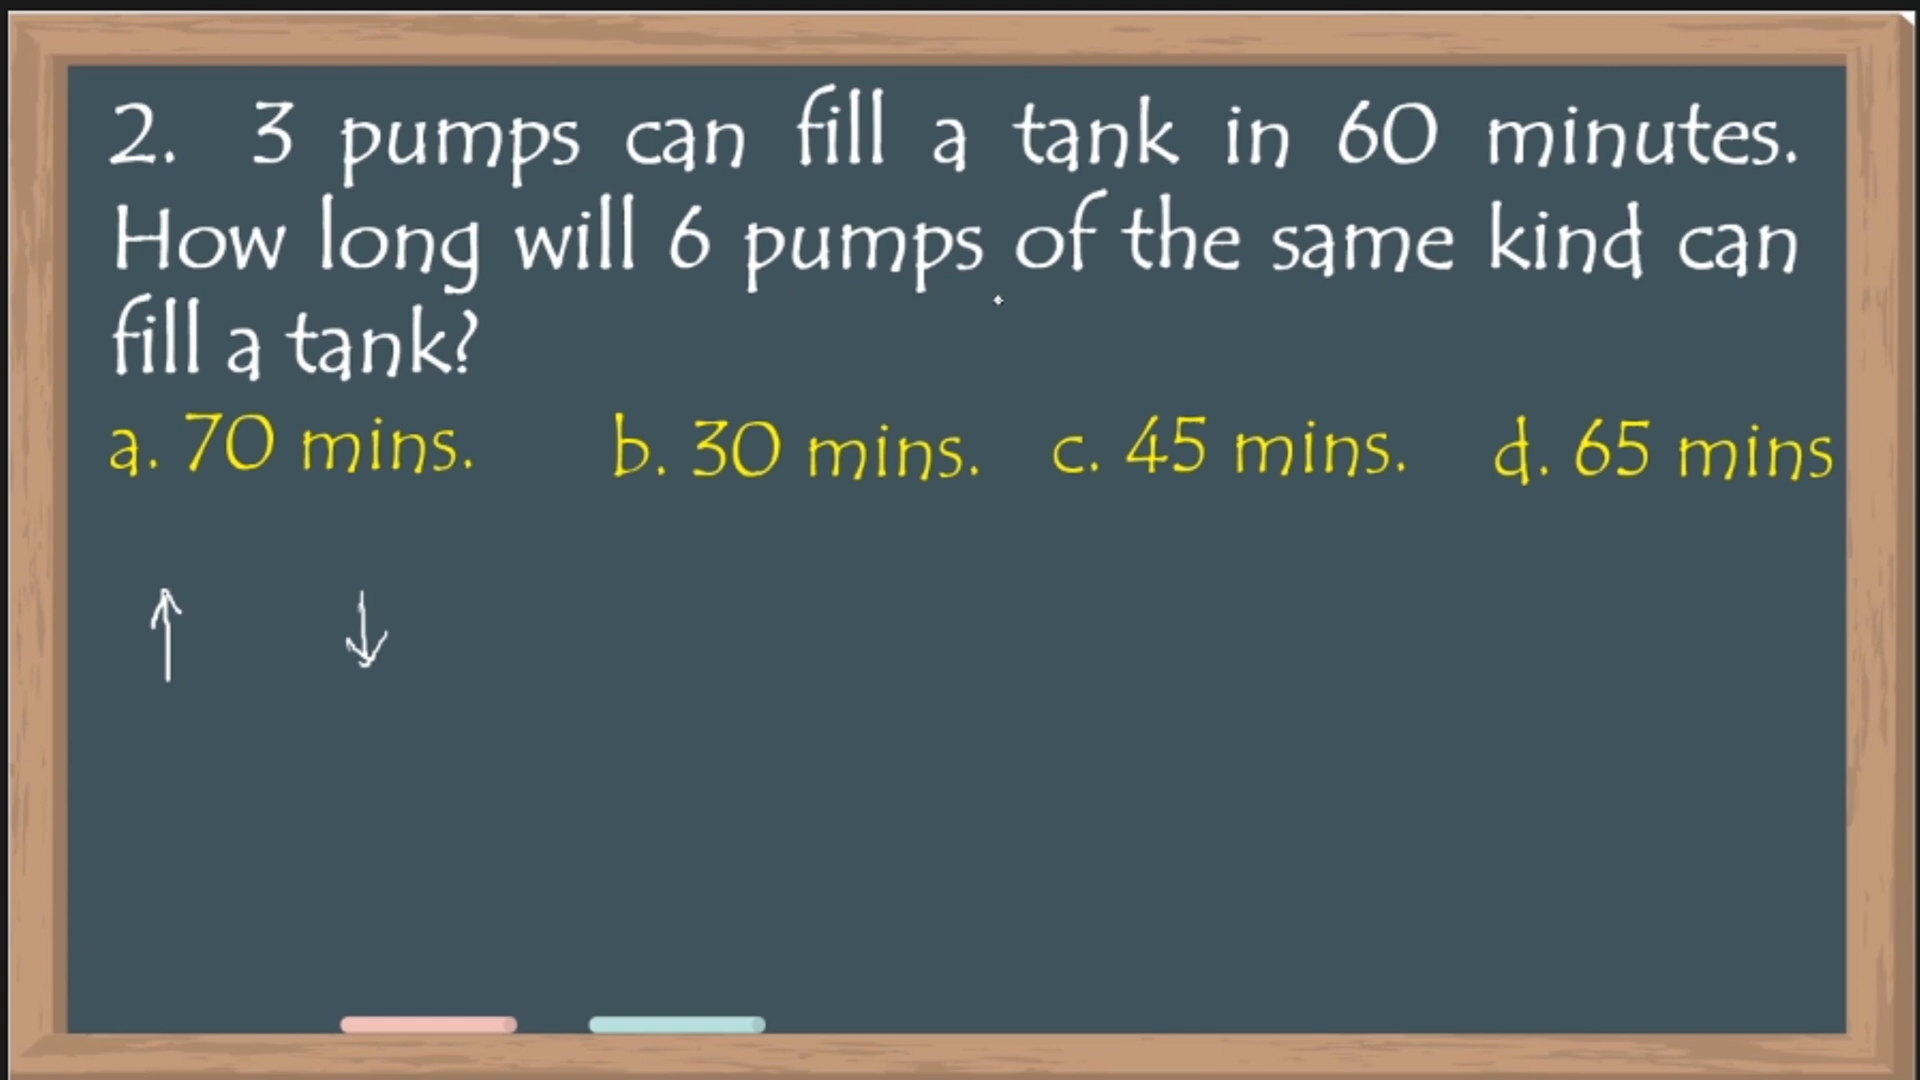 2. 3 pumps can fill a tank in 60 minutes.
How long will 6 pumps of the same kind can
fill a tank?
a. 70 mins. b. 30 mins. c. 45 mins. d. 65 mins
↑ ↓